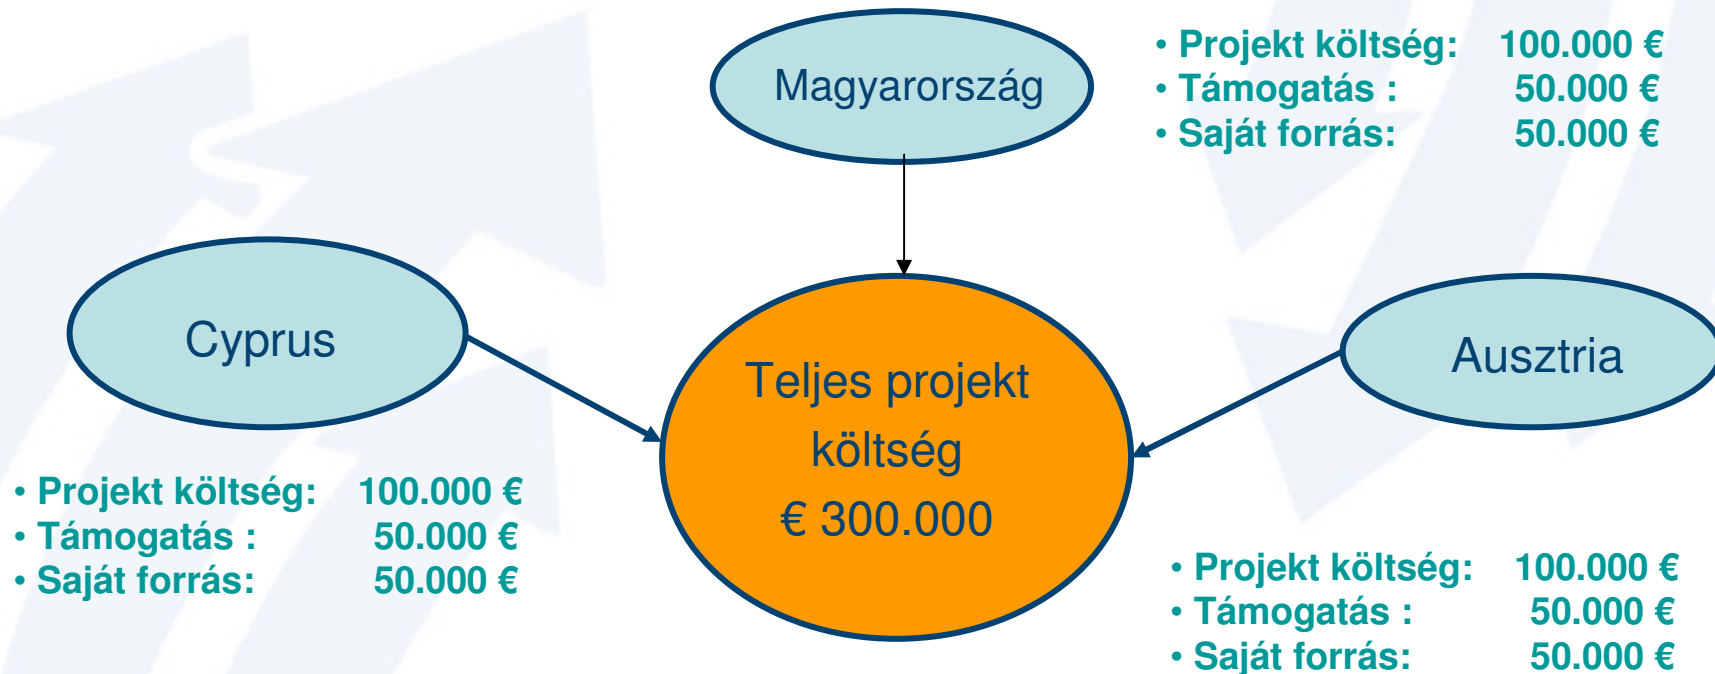 Magyarország
• Projekt költség: 100.000 €
• Támogatás : 50.000 €
• Saját forrás: 50.000 €
Cyprus
• Projekt költség: 100.000 €
• Támogatás : 50.000 €
• Saját forrás: 50.000 €
Teljes projekt
költség
€ 300.000
Ausztria
• Projekt költség: 100.000 €
• Támogatás : 50.000 €
• Saját forrás: 50.000 €